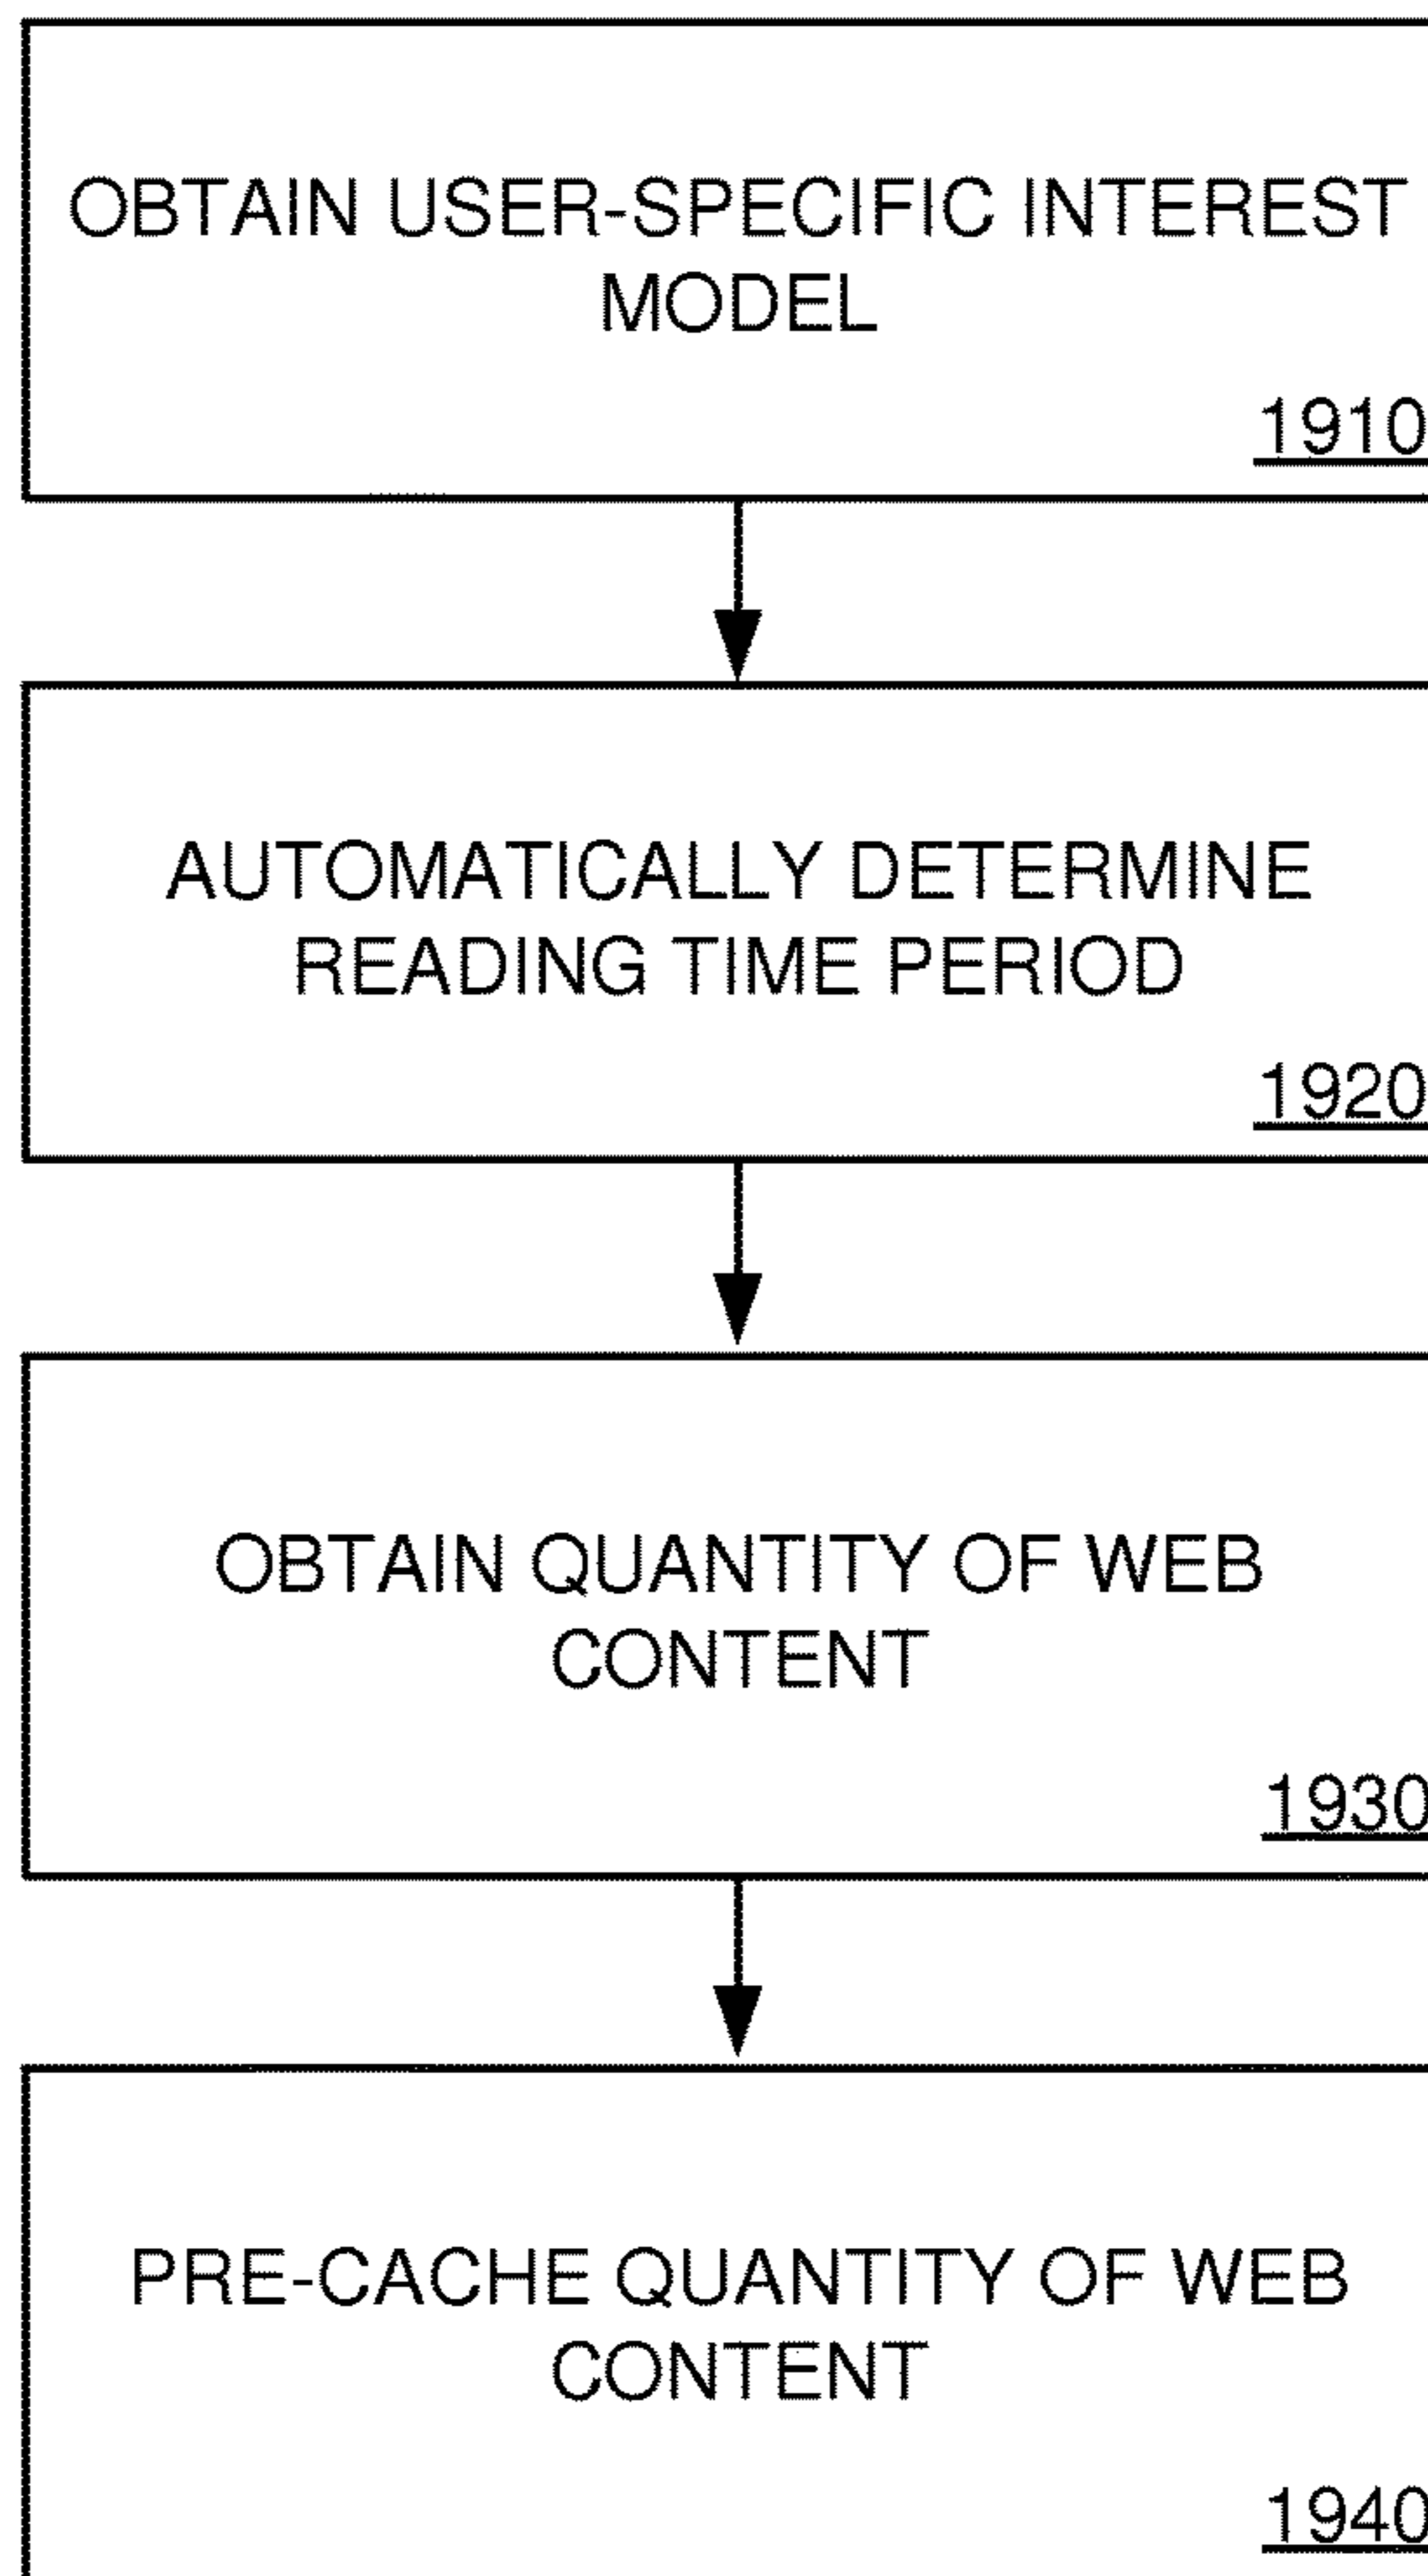 OBTAIN USER-SPECIFIC INTEREST
MODEL
1910
AUTOMATICALLY DETERMINE
READING TIME PERIOD
1920
OBTAIN QUANTITY OF WEB
CONTENT
1930
PRE-CACHE QUANTITY OF WEB
CONTENT
1940